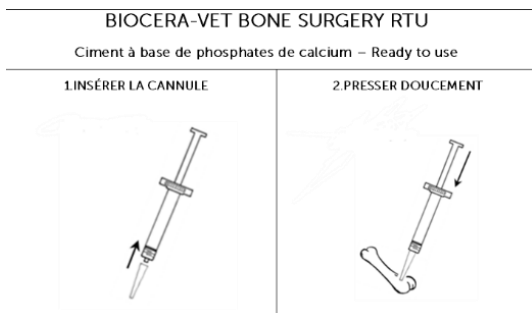 BIOCERA-VET BONE SURGERY RTU
Ciment à base de phosphates de calcium – Ready to use
1.INSÉRER LA CANNULE
2.PRESSER DOUCEMENT